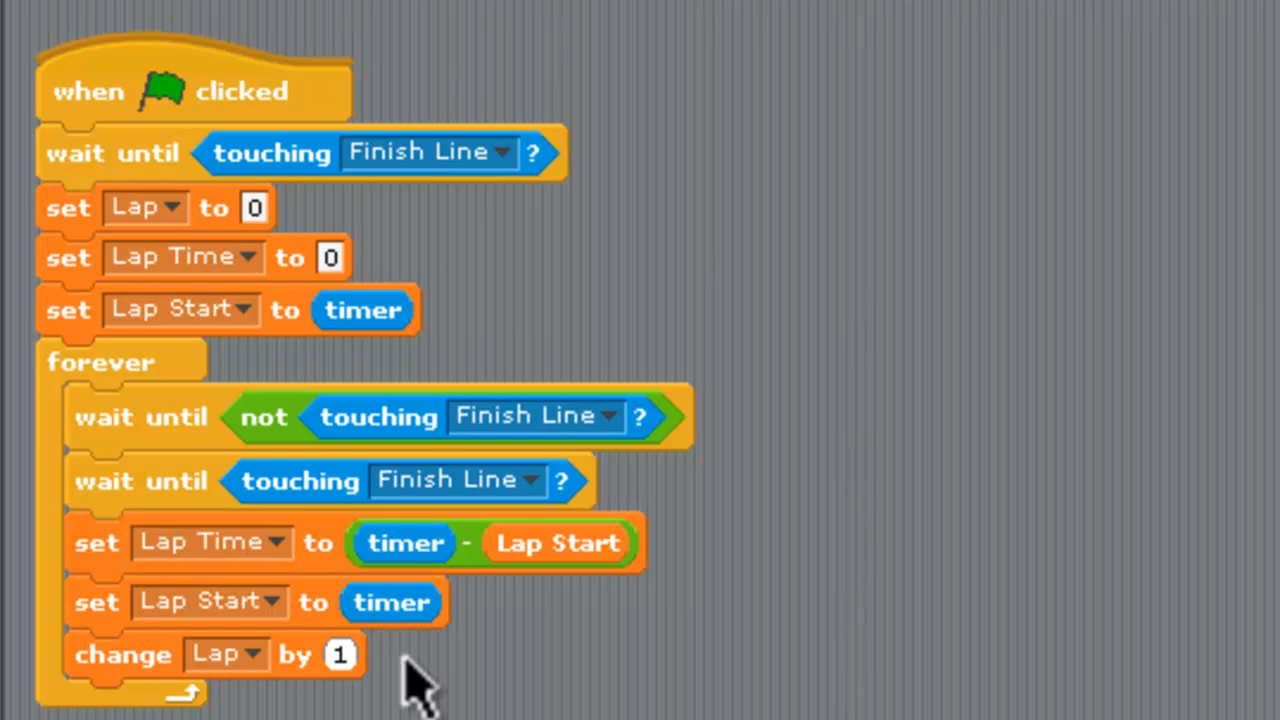 when clicked
wait until touching Finish Line ?
set Lap to 0
set Lap Time to 0
set Lap Start to timer
forever
wait until not touching Finish Line ?
wait until touching Finish Line ?
set Lap Time to timer - Lap Start
set Lap Start to timer
change Lap by 1